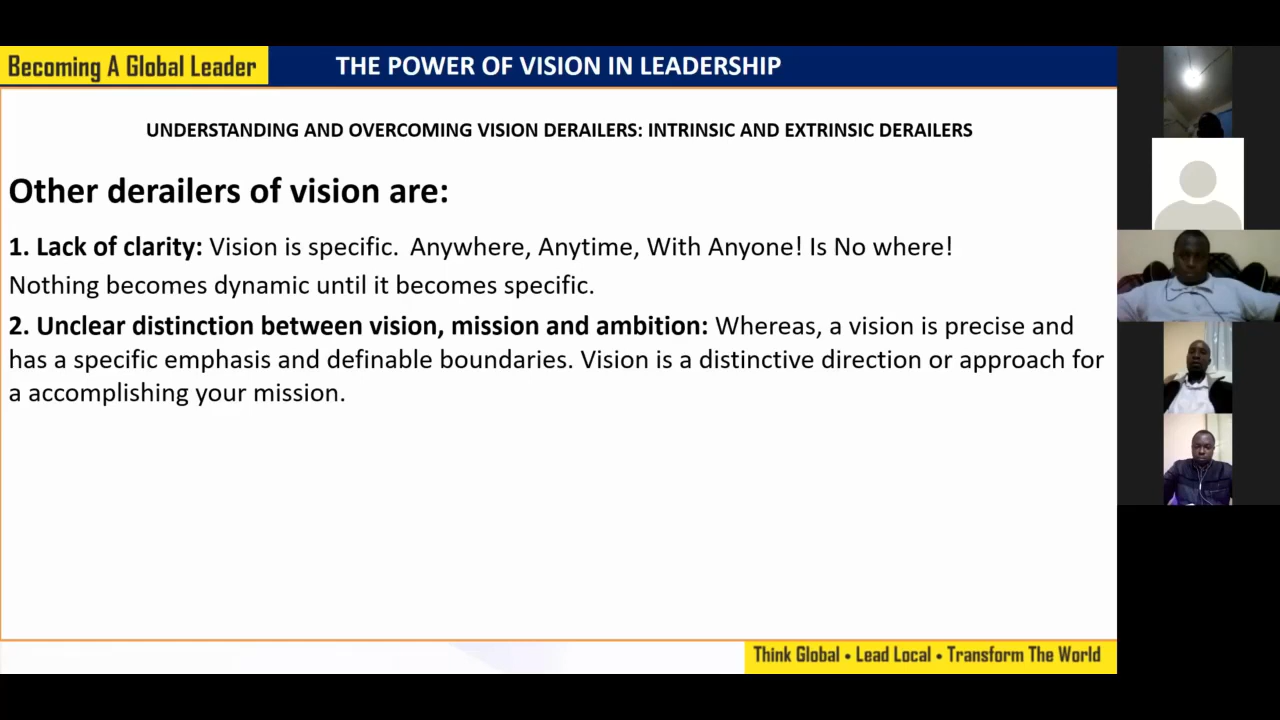 Becoming A Global Leader
THE POWER OF VISION IN LEADERSHIP
UNDERSTANDING AND OVERCOMING VISION DERAILERS: INTRINSIC AND EXTRINSIC DERAILERS
Other derailers of vision are:
1. Lack of clarity: Vision is specific.  Anywhere, Anytime, With Anyone! Is No where!
Nothing becomes dynamic until it becomes specific.
2. Unclear distinction between vision, mission and ambition: Whereas, a vision is precise and
has a specific emphasis and definable boundaries. Vision is a distinctive direction or approach for
a accomplishing your mission.
Think Global • Lead Local • Transform The World